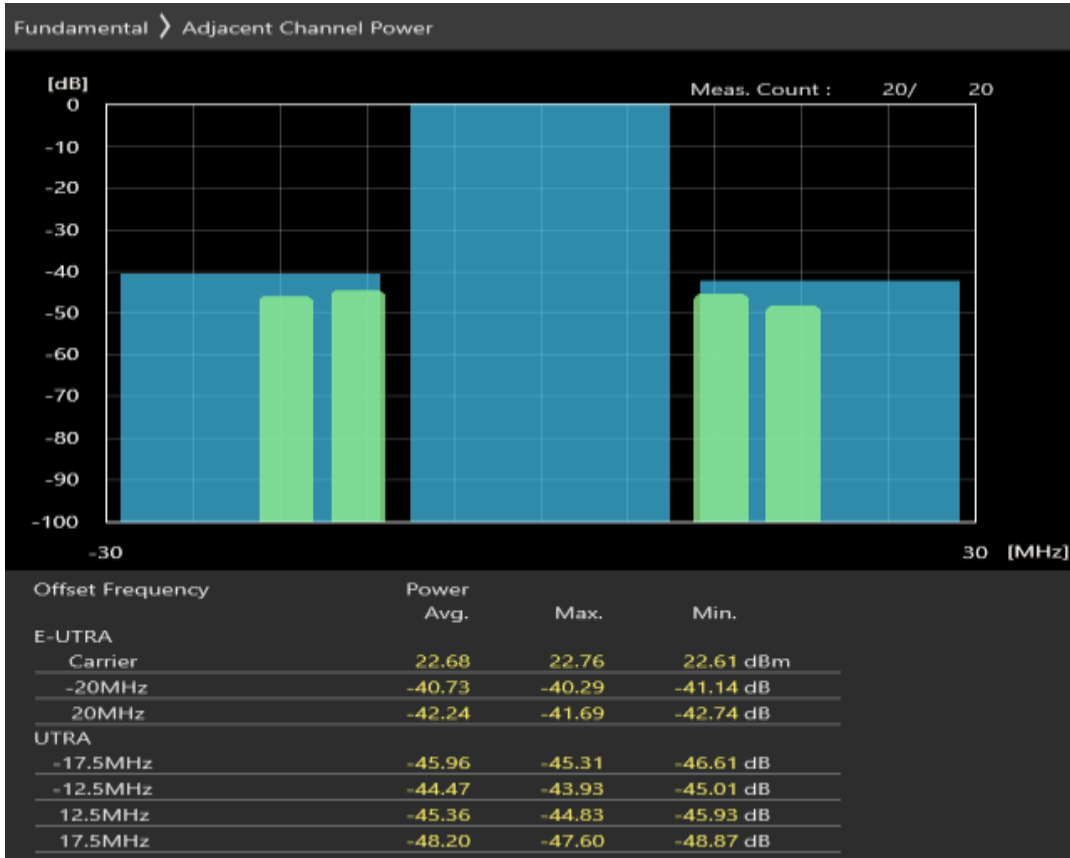 Fundamental 〉 Adjacent Channel Power
[dB]
Meas. Count : 20/ 20
0
-10
-20
-30
-40
-50
-60
-70
-80
-90
-100
-30 30 [MHz]
Offset Frequency Power
Avg. Max. Min.
E-UTRA
Carrier 22.68 22.76 22.61 dBm
-20MHz -40.73 -40.29 -41.14 dB
20MHz -42.24 -41.69 -42.74 dB
UTRA
-17.5MHz -45.96 -45.31 -46.61 dB
-12.5MHz -44.47 -43.93 -45.01 dB
12.5MHz -45.36 -44.83 -45.93 dB
17.5MHz -48.20 -47.60 -48.87 dB